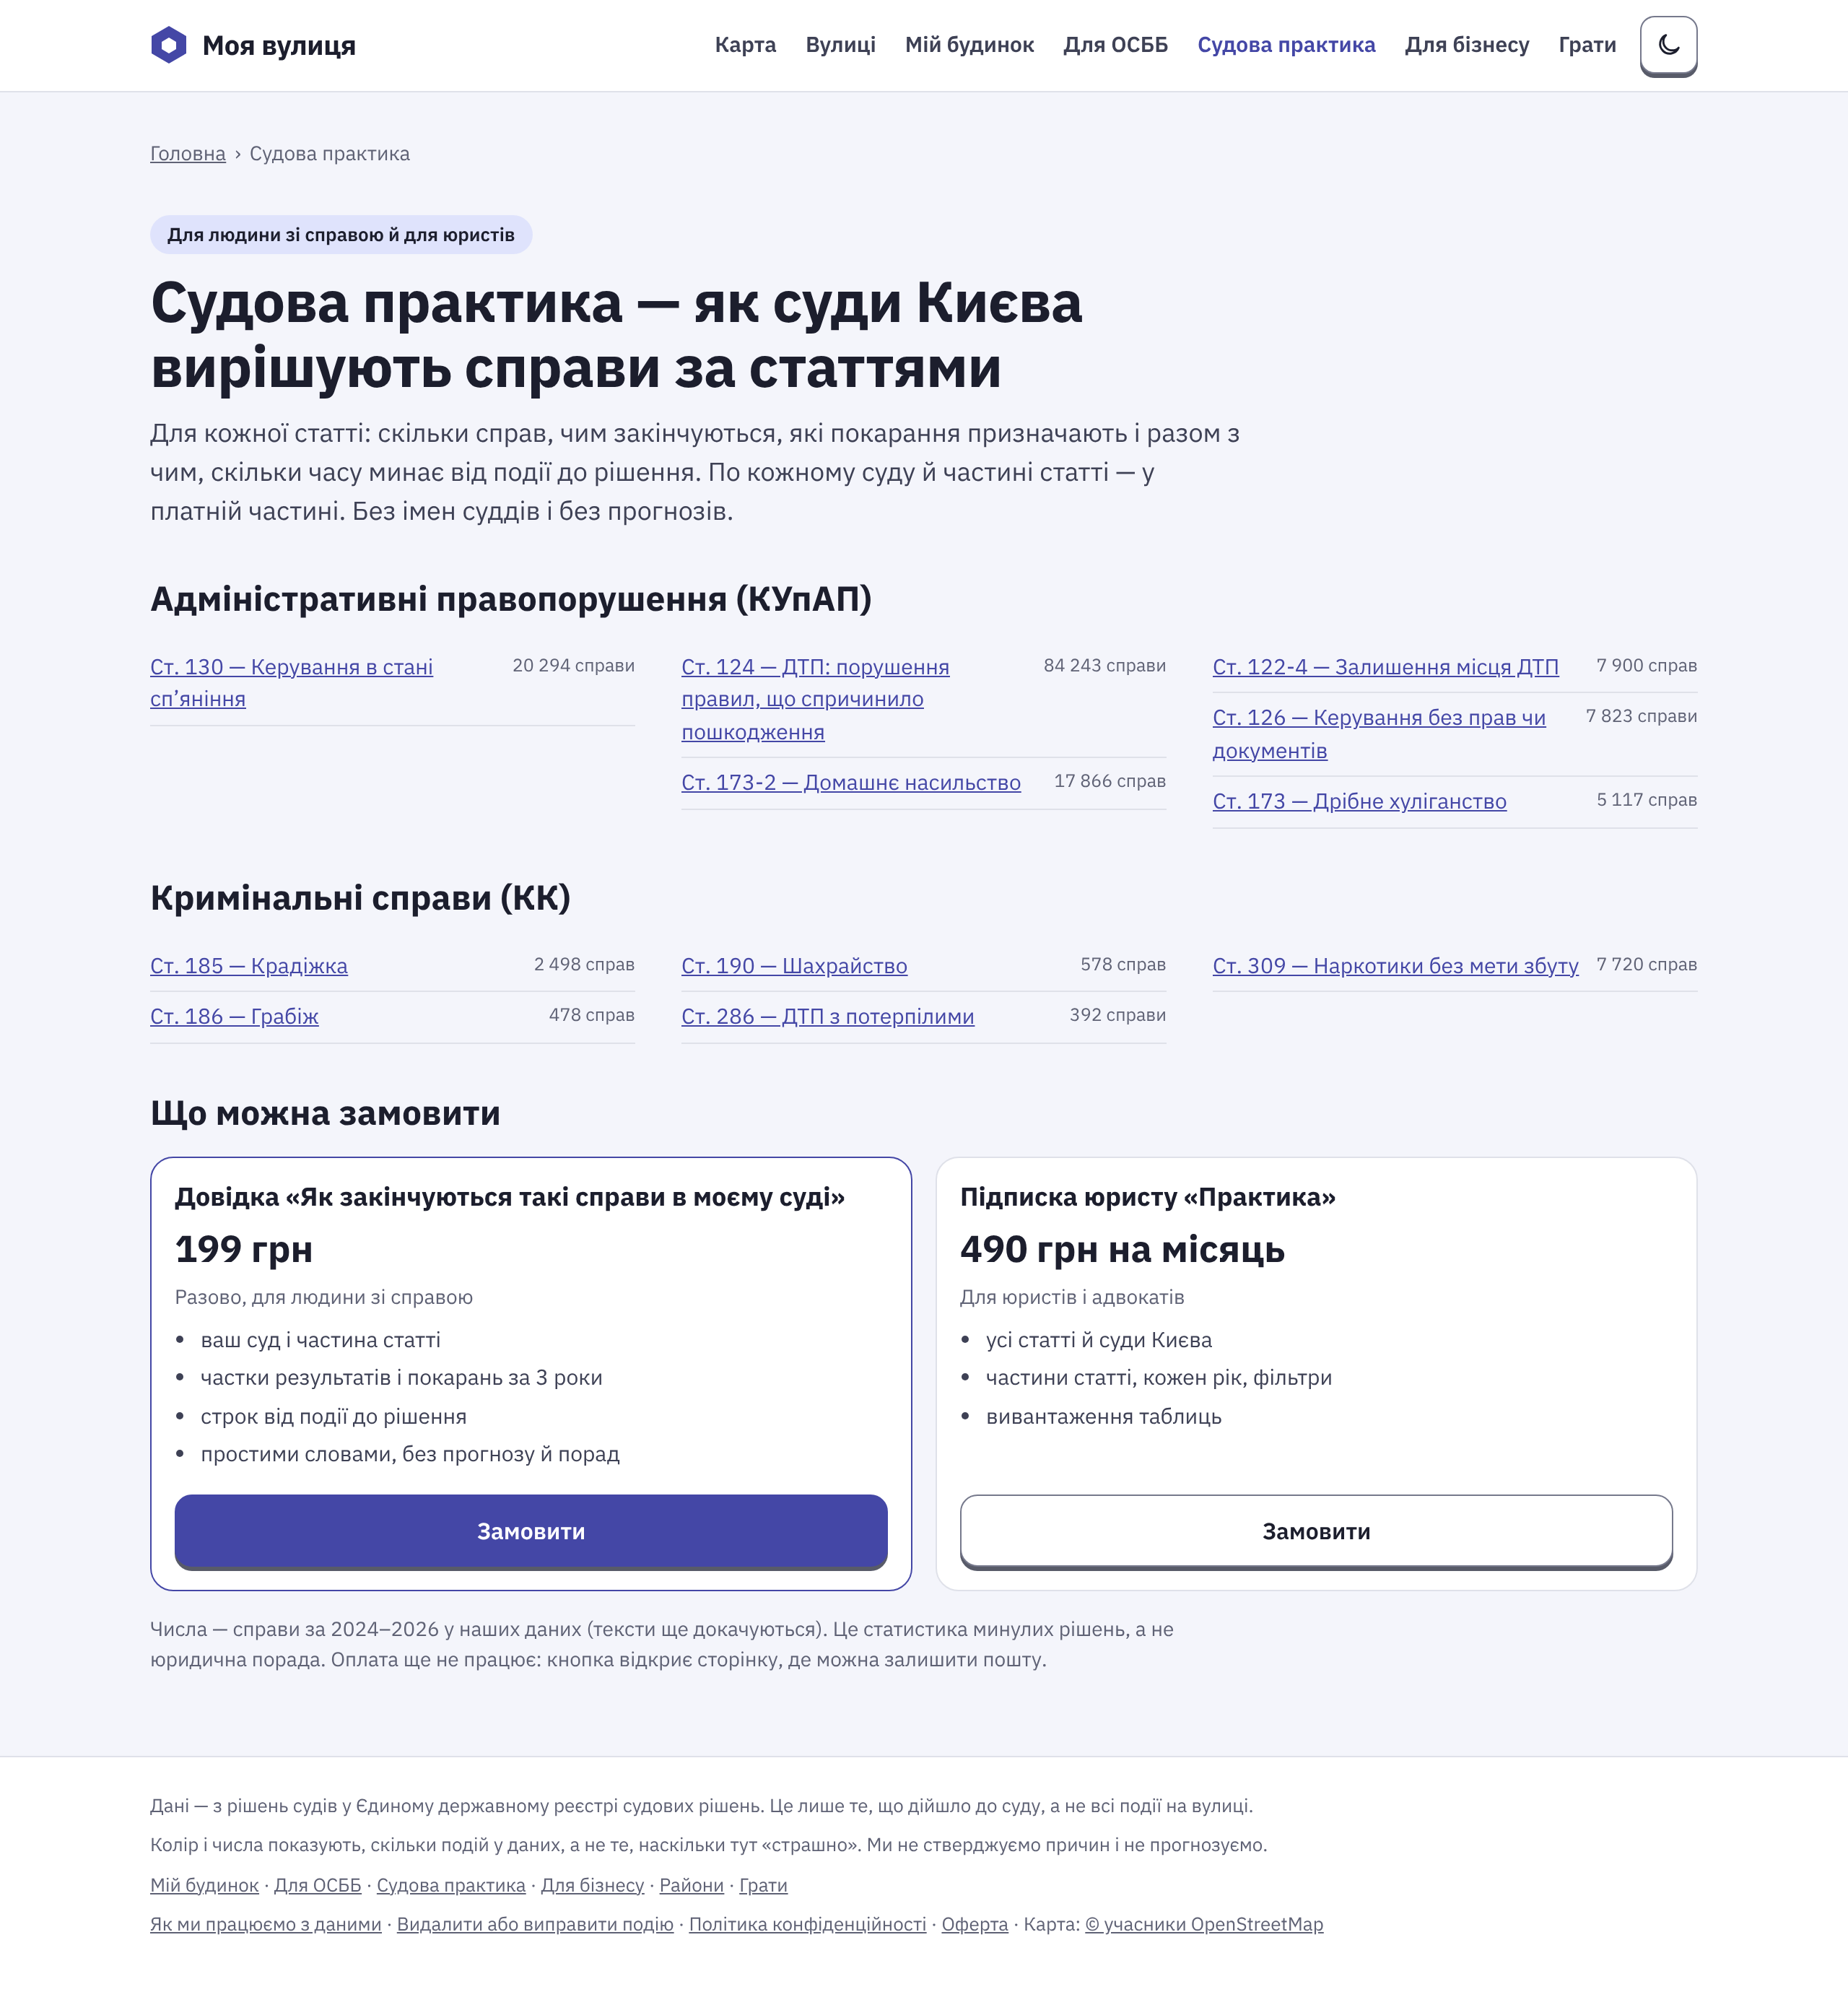 Моя вулиця
Карта Вулиці Мій будинок Для ОСББ Судова практика Для бізнесу Грати
Головна › Судова практика
Для людини зі справою й для юристів
Судова практика — як суди Києва
вирішують справи за статтями
Для кожної статті: скільки справ, чим закінчуються, які покарання призначають і разом з
чим, скільки часу минає від події до рішення. По кожному суду й частині статті — у
платній частині. Без імен суддів і без прогнозів.
Адміністративні правопорушення (КУпАП)
Ст. 130 — Керування в стані 20 294 справи
сп’яніння
Ст. 124 — ДТП: порушення 84 243 справи
правил, що спричинило
пошкодження
Ст. 173-2 — Домашнє насильство 17 866 справ
Ст. 122-4 — Залишення місця ДТП 7 900 справ
Ст. 126 — Керування без прав чи 7 823 справи
документів
Ст. 173 — Дрібне хуліганство 5 117 справ
Кримінальні справи (КК)
Ст. 185 — Крадіжка 2 498 справ
Ст. 186 — Грабіж 478 справ
Ст. 190 — Шахрайство 578 справ
Ст. 286 — ДТП з потерпілими 392 справи
Ст. 309 — Наркотики без мети збуту 7 720 справ
Що можна замовити
Довідка «Як закінчуються такі справи в моєму суді»
199 грн
Разово, для людини зі справою
• ваш суд і частина статті
• частки результатів і покарань за 3 роки
• строк від події до рішення
• простими словами, без прогнозу й порад
Замовити
Підписка юристу «Практика»
490 грн на місяць
Для юристів і адвокатів
• усі статті й суди Києва
• частини статті, кожен рік, фільтри
• вивантаження таблиць
Замовити
Числа — справи за 2024–2026 у наших даних (тексти ще докачуються). Це статистика минулих рішень, а не
юридична порада. Оплата ще не працює: кнопка відкриє сторінку, де можна залишити пошту.
Дані — з рішень судів у Єдиному державному реєстрі судових рішень. Це лише те, що дійшло до суду, а не всі події на вулиці.
Колір і числа показують, скільки подій у даних, а не те, наскільки тут «страшно». Ми не стверджуємо причин і не прогнозуємо.
Мій будинок · Для ОСББ · Судова практика · Для бізнесу · Райони · Грати
Як ми працюємо з даними · Видалити або виправити подію · Політика конфіденційності · Оферта · Карта: © учасники OpenStreetMap